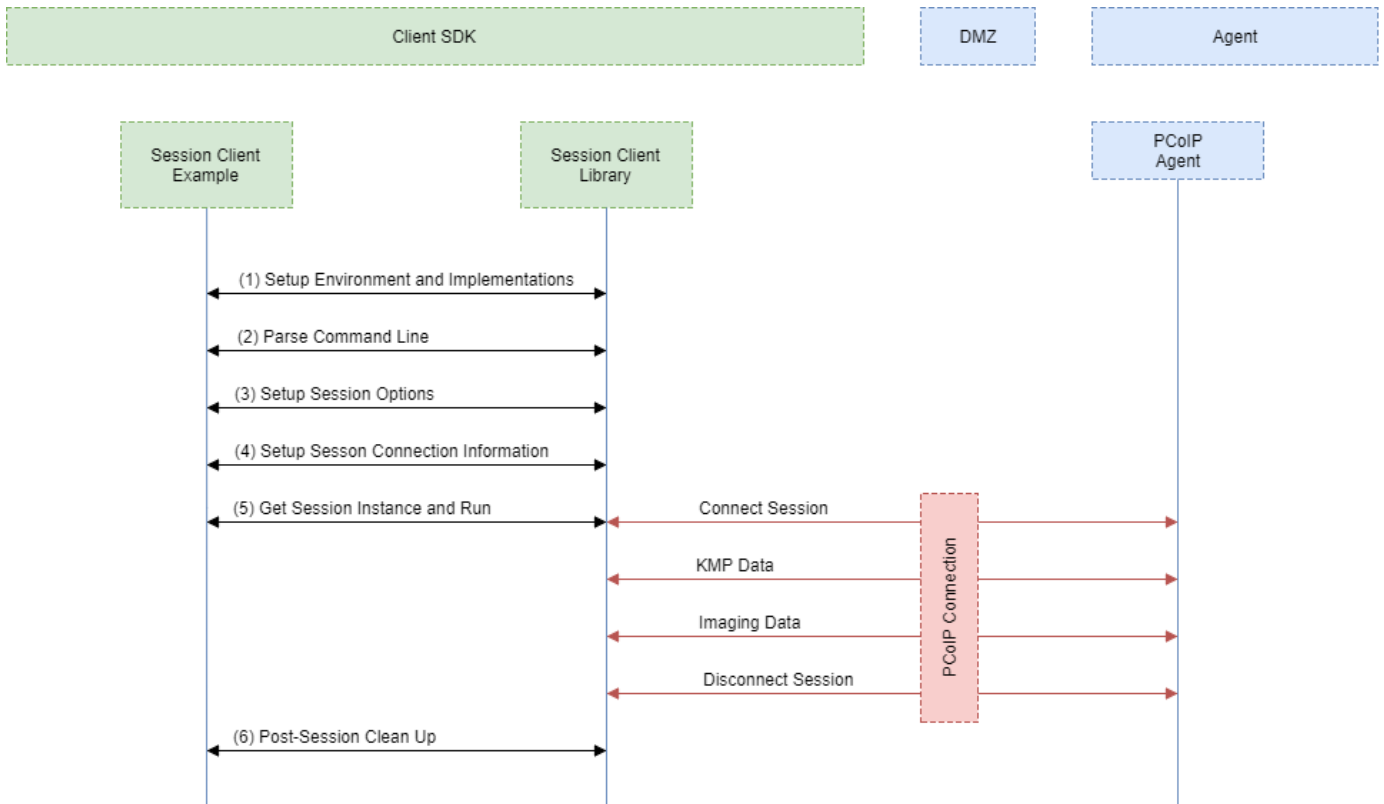 Client SDK
DMZ
Agent
Session Client
Example
Session Client
Library
PCoIP
Agent
(1) Setup Environment and Implementations
(2) Parse Command Line
(3) Setup Session Options
(4) Setup Sesson Connection Information
(5) Get Session Instance and Run
Connect Session
KMP Data
Imaging Data
Disconnect Session
PCoIP Connection
(6) Post-Session Clean Up